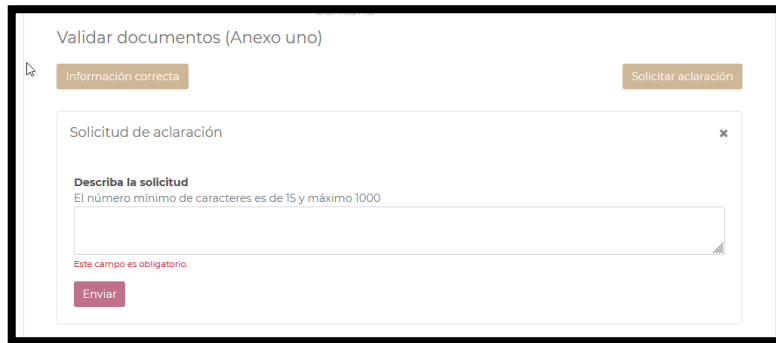 Validar documentos (Anexo uno)
Información correcta
Solicitar aclaración
Solicitud de aclaración
Describa la solicitud
El número mínimo de caracteres es de 15 y máximo 1000
Este campo es obligatorio.
Enviar